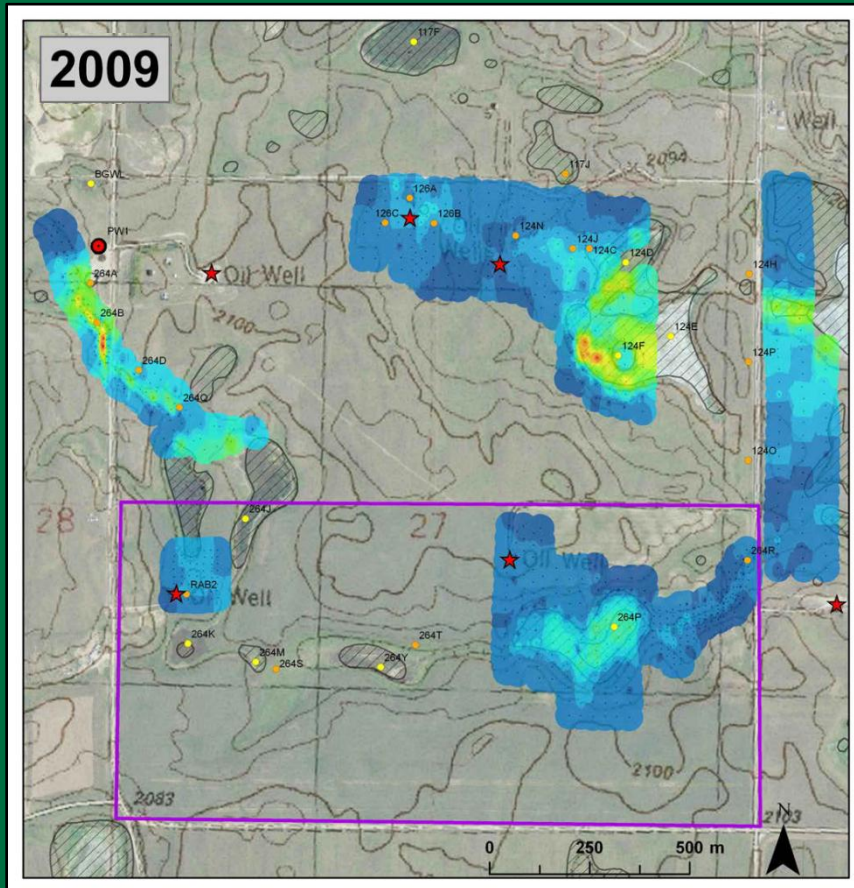 2009
117F
Well
117J
2094
BGWL
126A
126C
126B
PWI
124N
Wells
124J
124C
124D
Oil Well
124H
264A
264B
2100
124E
124F
124P
264D
264Q
124O
264J
28
27
264R
Oil Well
RAB2
Oil Well
264P
264K
264T
264M
264S
264Y
2100
2083
2103
N
0 250 500 m